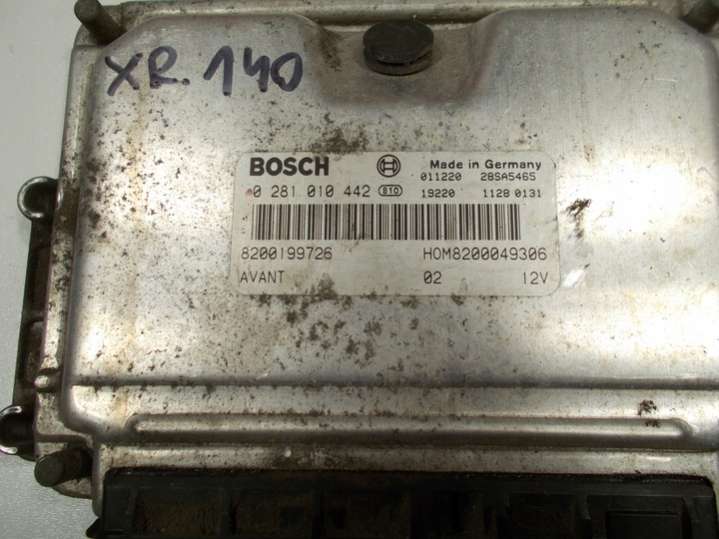 XR.140
BOSCH Made in Germany
011220 28SA5465
0 281 010 442 810 19220 1128 0131
8200199726 HOM8200049306
AVANT 02 12V